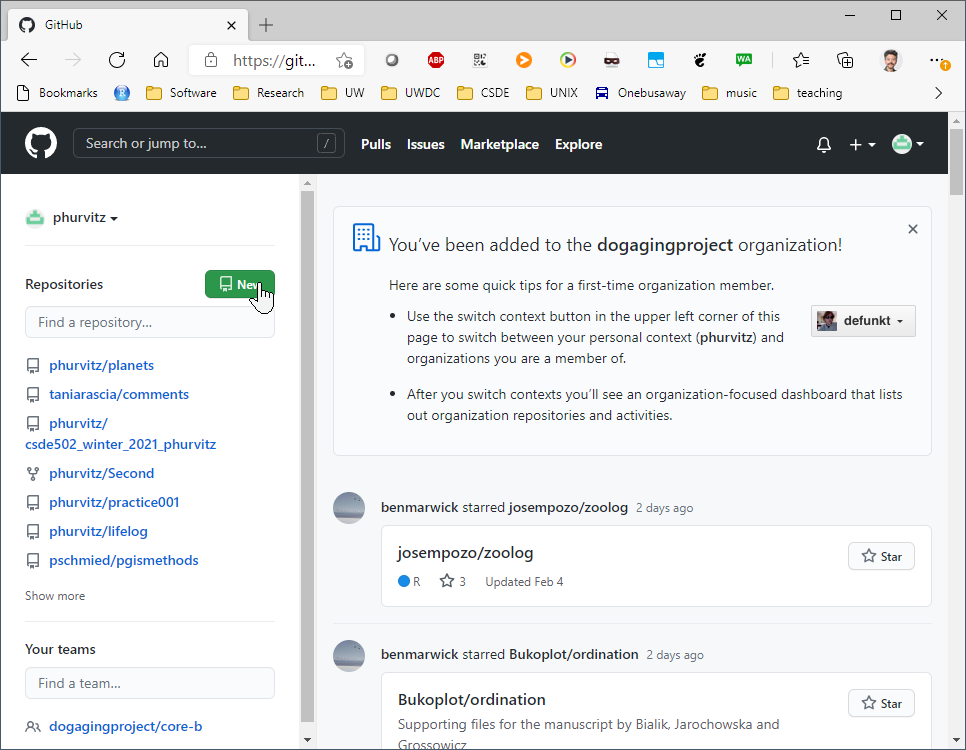 GitHub
https://git...
ABP
WA
Bookmarks
R
Software
Research
UW
UWDC
CSDE
UNIX
Onebusaway
music
teaching
Search or jump to...
/
Pulls
Issues
Marketplace
Explore
phurvitz
Repositories
New
Find a repository...
phurvitz/planets
taniarascia/comments
phurvitz/
csde502_winter_2021_phurvitz
phurvitz/Second
phurvitz/practice001
phurvitz/lifelog
pschmied/pgismethods
Show more
Your teams
Find a team...
dogagingproject/core-b
You've been added to the dogagingproject organization!
Here are some quick tips for a first-time organization member.
Use the switch context button in the upper left corner of this
page to switch between your personal context (phurvitz) and
organizations you are a member of.
defunkt
After you switch contexts you'll see an organization-focused dashboard that lists
out organization repositories and activities.
benmarwick starred josempozo/zoolog 2 days ago
josempozo/zoolog
Star
R 3 Updated Feb 4
benmarwick starred Bukoplot/ordination 2 days ago
Bukoplot/ordination
Star
Supporting files for the manuscript by Bialik, Jarochowska and
Grossowicz